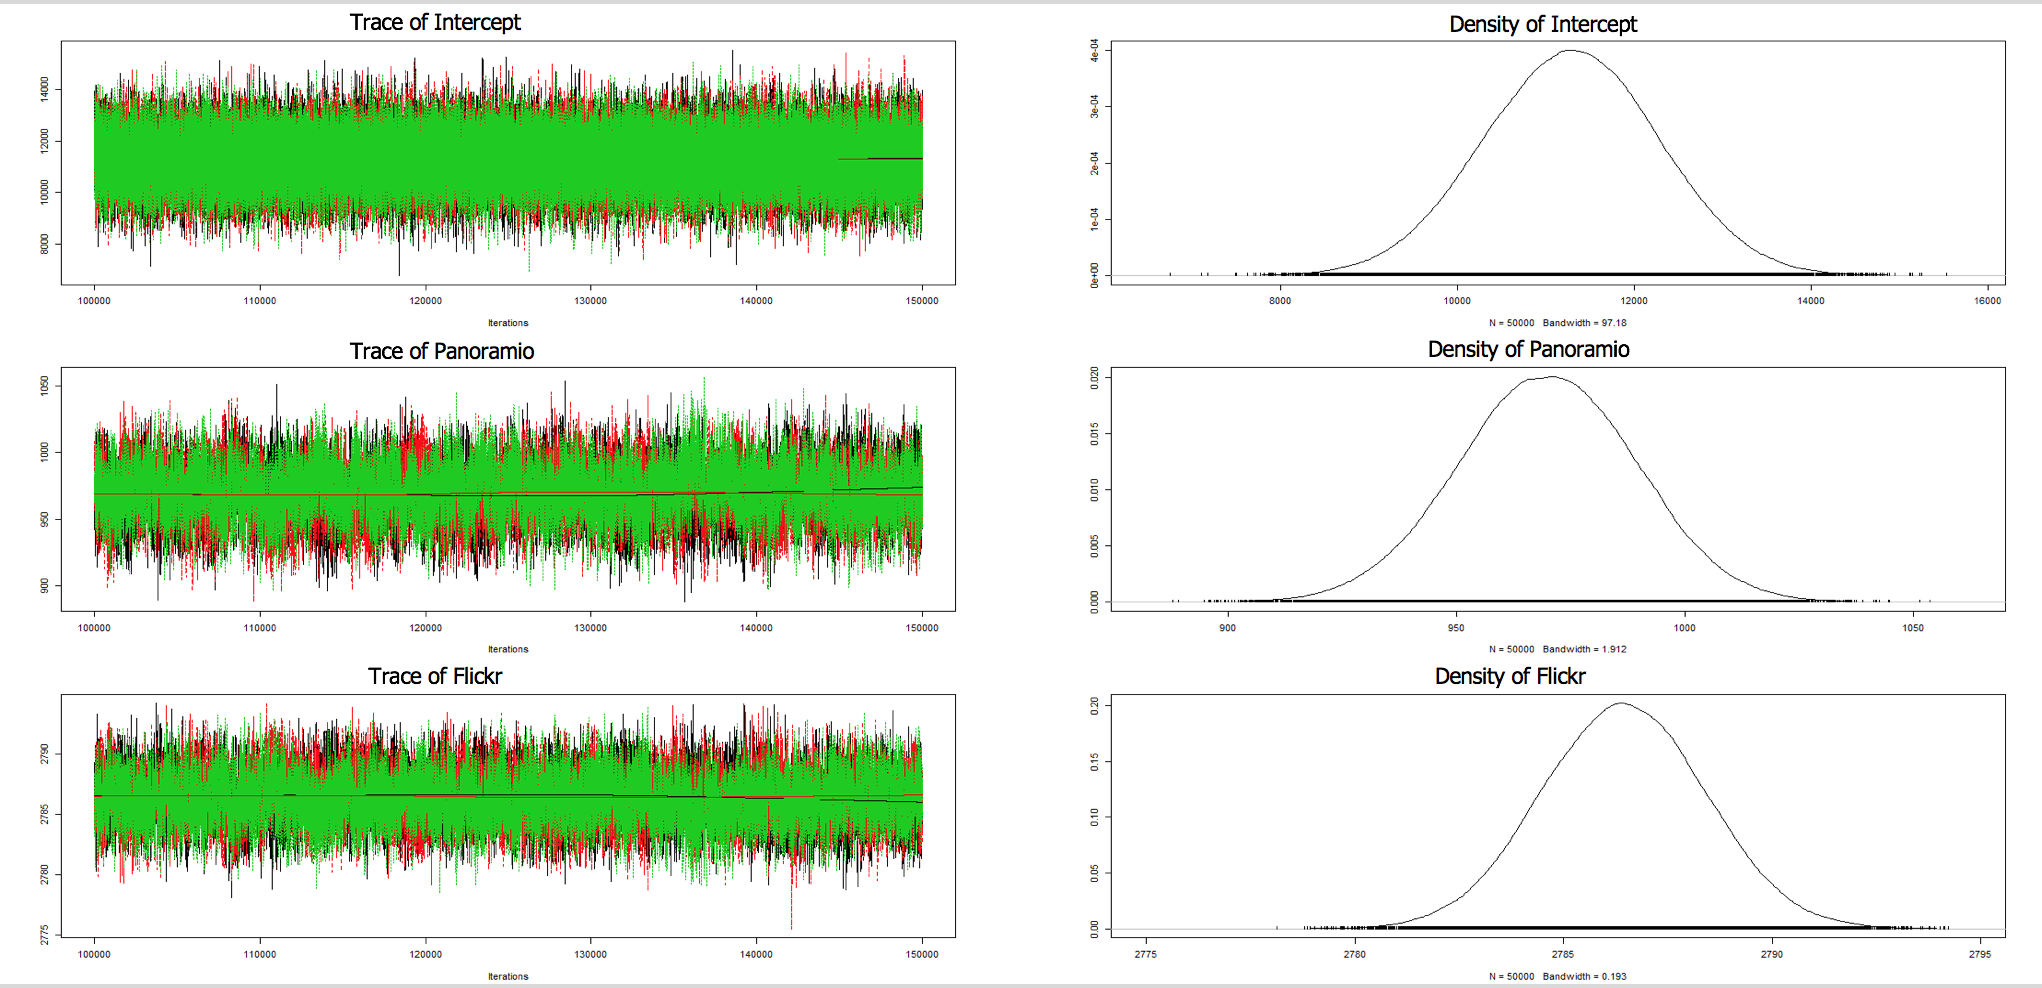 Trace of Intercept
14000
12000
10000
8000
100000 110000 120000 130000 140000 150000
Iterations
Density of Intercept
4e-04
3e-04
2e-04
1e-04
0e+00
8000 10000 12000 14000 16000
N = 50000 Bandwidth = 97.18
Trace of Panoramio
1050
1000
950
900
100000 110000 120000 130000 140000 150000
Iterations
Density of Panoramio
0.020
0.015
0.010
0.005
0.000
900 950 1000 1050
N = 50000 Bandwidth = 1.912
Trace of Flickr
2790
2785
2780
2775
100000 110000 120000 130000 140000 150000
Iterations
Density of Flickr
0.20
0.15
0.10
0.05
0.00
2775 2780 2785 2790 2795
N = 50000 Bandwidth = 0.193